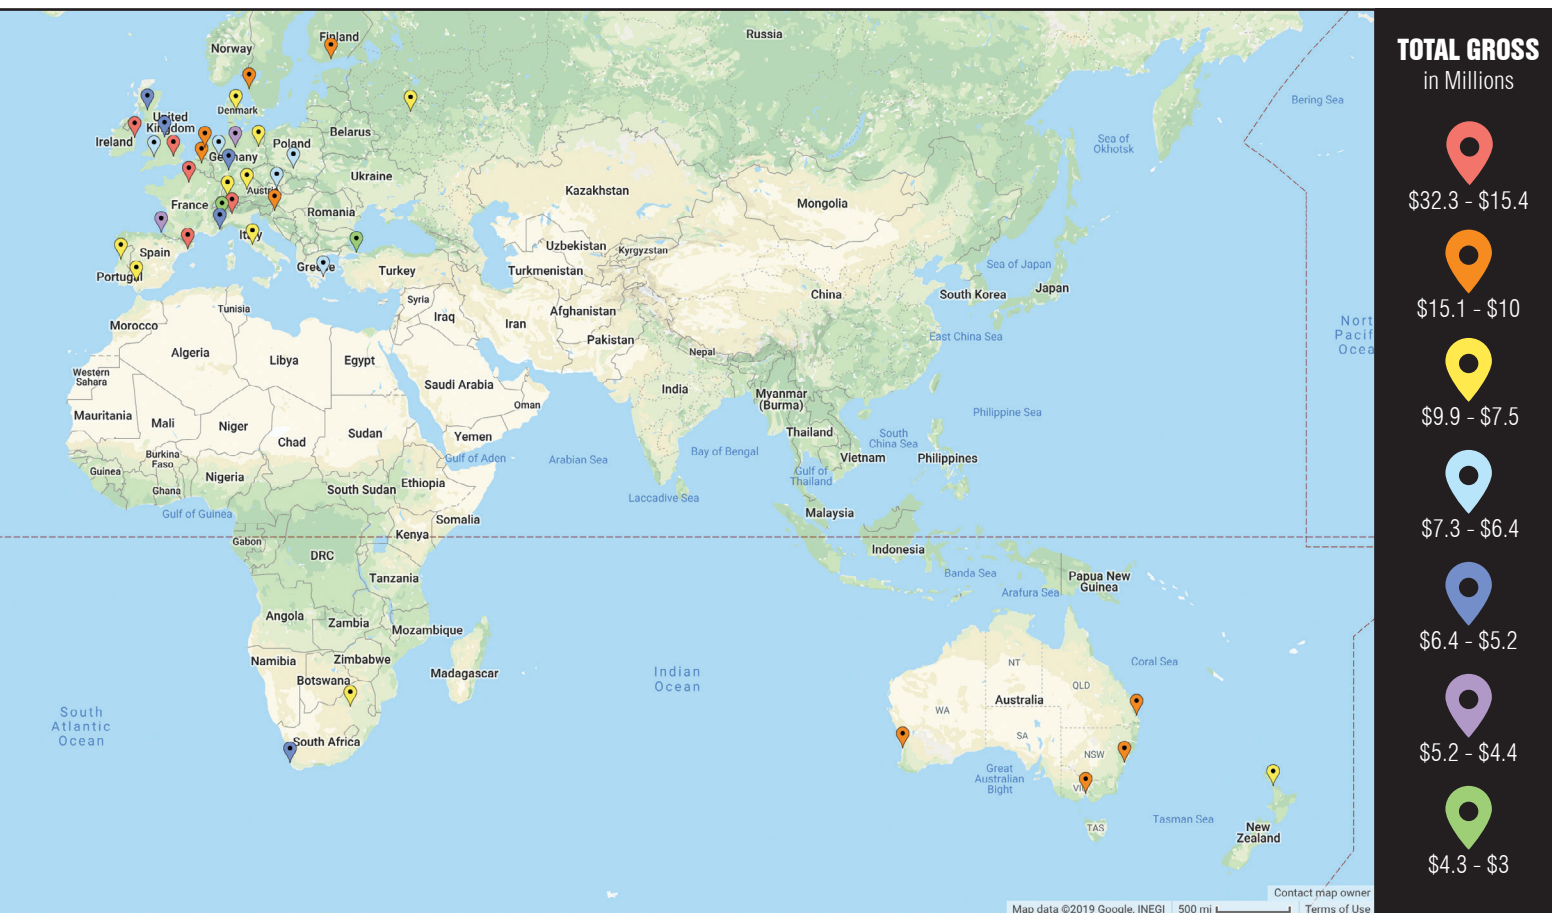 Norway
Finland
Russia
Bering Sea
Denmark
United
Kingdom
Ireland
Belarus
Sea of
Okhotsk
Poland
Germany
Ukraine
Kazakhstan
Mongolia
France
Romania
Spain
Italy
Uzbekistan
Kyrgyzstan
Sea of Japan
Portugal
Greece
Turkey
Turkmenistan
China
South Korea
Japan
Tunisia
Syria
Iraq
Iran
Afghanistan
Morocco
East China Sea
Nort
Pacif
Ocea
Algeria
Libya
Egypt
Pakistan
Nepal
Western
Sahara
Saudi Arabia
India
Myanmar
(Burma)
Oman
Mauritania
Mali
Niger
Chad
Sudan
Yemen
Philippine Sea
Thailand
South
China Sea
Burkina
Faso
Gulf of Aden
Arabian Sea
Bay of Bengal
Vietnam
Philippines
Guinea
Nigeria
Ethiopia
Gulf of
Thailand
Ghana
South Sudan
Laccadive Sea
Gulf of Guinea
Somalia
Malaysia
Gabon
DRC
Kenya
Indonesia
Tanzania
Banda Sea
Papua New
Guinea
Arafura Sea
Angola
Zambia
Mozambique
Namibia
Zimbabwe
Madagascar
Indian
Ocean
NT
Coral Sea
Botswana
QLD
Australia
WA
South
Atlantic
Ocean
South Africa
SA
NSW
Great
Australian
Bight
Tasman Sea
TAS
New
Zealand
Contact map owner
Map data ©2019 Google, INEGI 500 mi Terms of Use
TOTAL GROSS
in Millions
$32.3 - $15.4
$15.1 - $10
$9.9 - $7.5
$7.3 - $6.4
$6.4 - $5.2
$5.2 - $4.4
$4.3 - $3